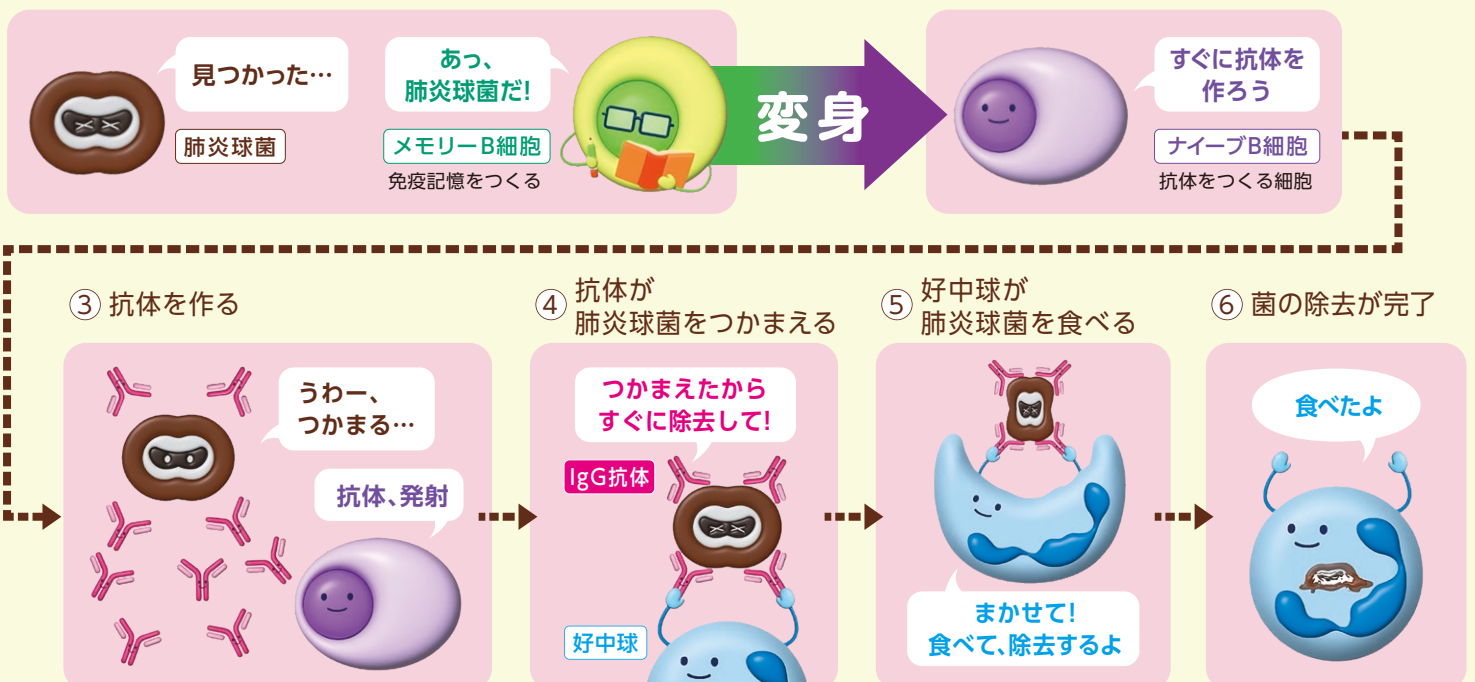 見つかった…
肺炎球菌
あっ、
肺炎球菌だ!
メモリーB細胞
免疫記憶をつくる
変身
すぐに抗体を
作ろう
ナイーブB細胞
抗体をつくる細胞
③ 抗体を作る
うわー、
つかまる…
抗体、発射
④ 抗体が
肺炎球菌をつかまえる
つかまえたから
すぐに除去して!
IgG抗体
好中球
⑤ 好中球が
肺炎球菌を食べる
まかせて!
食べて、除去するよ
⑥ 菌の除去が完了
食べたよ